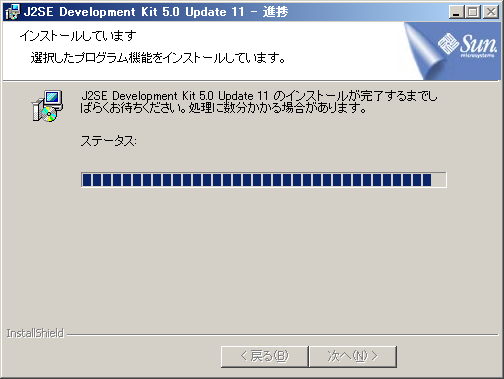 J2SE Development Kit 5.0 Update 11 - 進捗
インストールしています
選択したプログラム機能をインストールしています。
Sun
microsystems
J2SE Development Kit 5.0 Update 11 のインストールが完了するまでし
ばらくお待ちください。処理に数分かかる場合があります。
ステータス:
InstallShield
< 戻る(B)
次へ(N) >